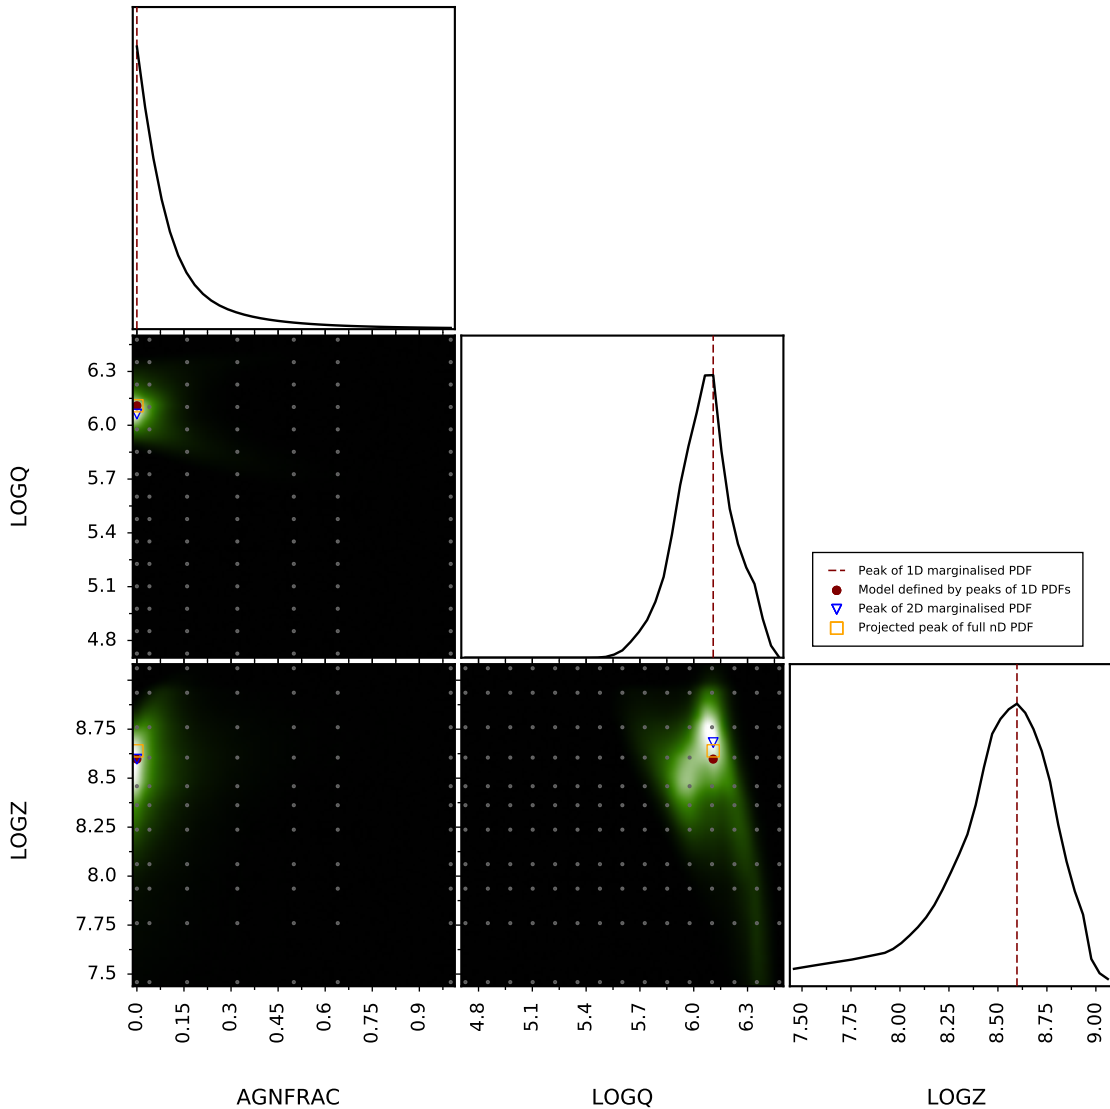 6.3
6.0
5.7
5.4
5.1
4.8
LOGQ
Peak of 1D marginalised PDF
Model defined by peaks of 1D PDFs
Peak of 2D marginalised PDF
Projected peak of full nD PDF
8.75
8.5
8.25
8.0
7.75
7.5
LOGZ
0.0 0.15 0.3 0.45 0.6 0.75 0.9
4.8 5.1 5.4 5.7 6.0 6.3
7.50 7.75 8.00 8.25 8.50 8.75 9.00
AGNFRAC
LOGQ
LOGZ